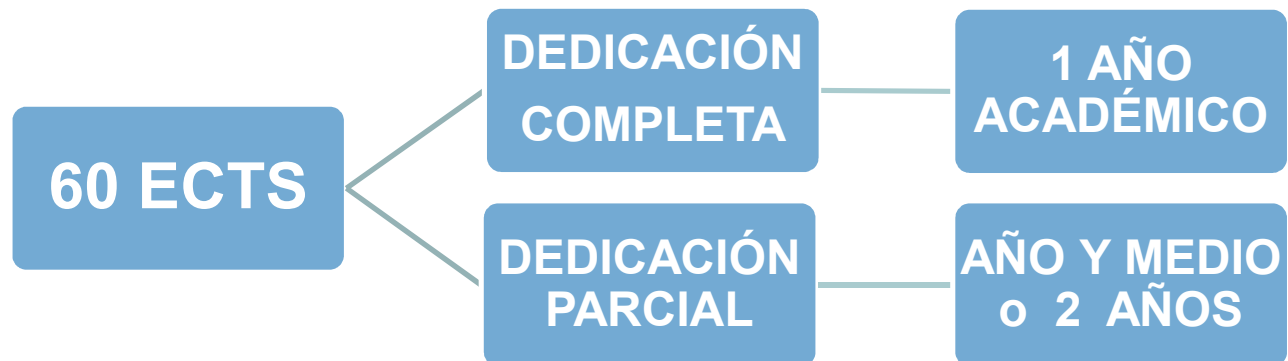 60 ECTS
DEDICACIÓN
COMPLETA
1 AÑO
ACADÉMICO
DEDICACIÓN
PARCIAL
AÑO Y MEDIO
o 2 AÑOS